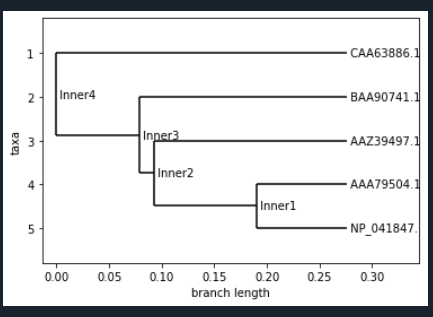 1
CAA63886.1
Inner4
2
BAA90741.1
Inner3
3
AAZ39497.1
Inner2
4
AAA79504.1
Inner1
5
NP_041847.
taxa
0.00 0.05 0.10 0.15 0.20 0.25 0.30
branch length